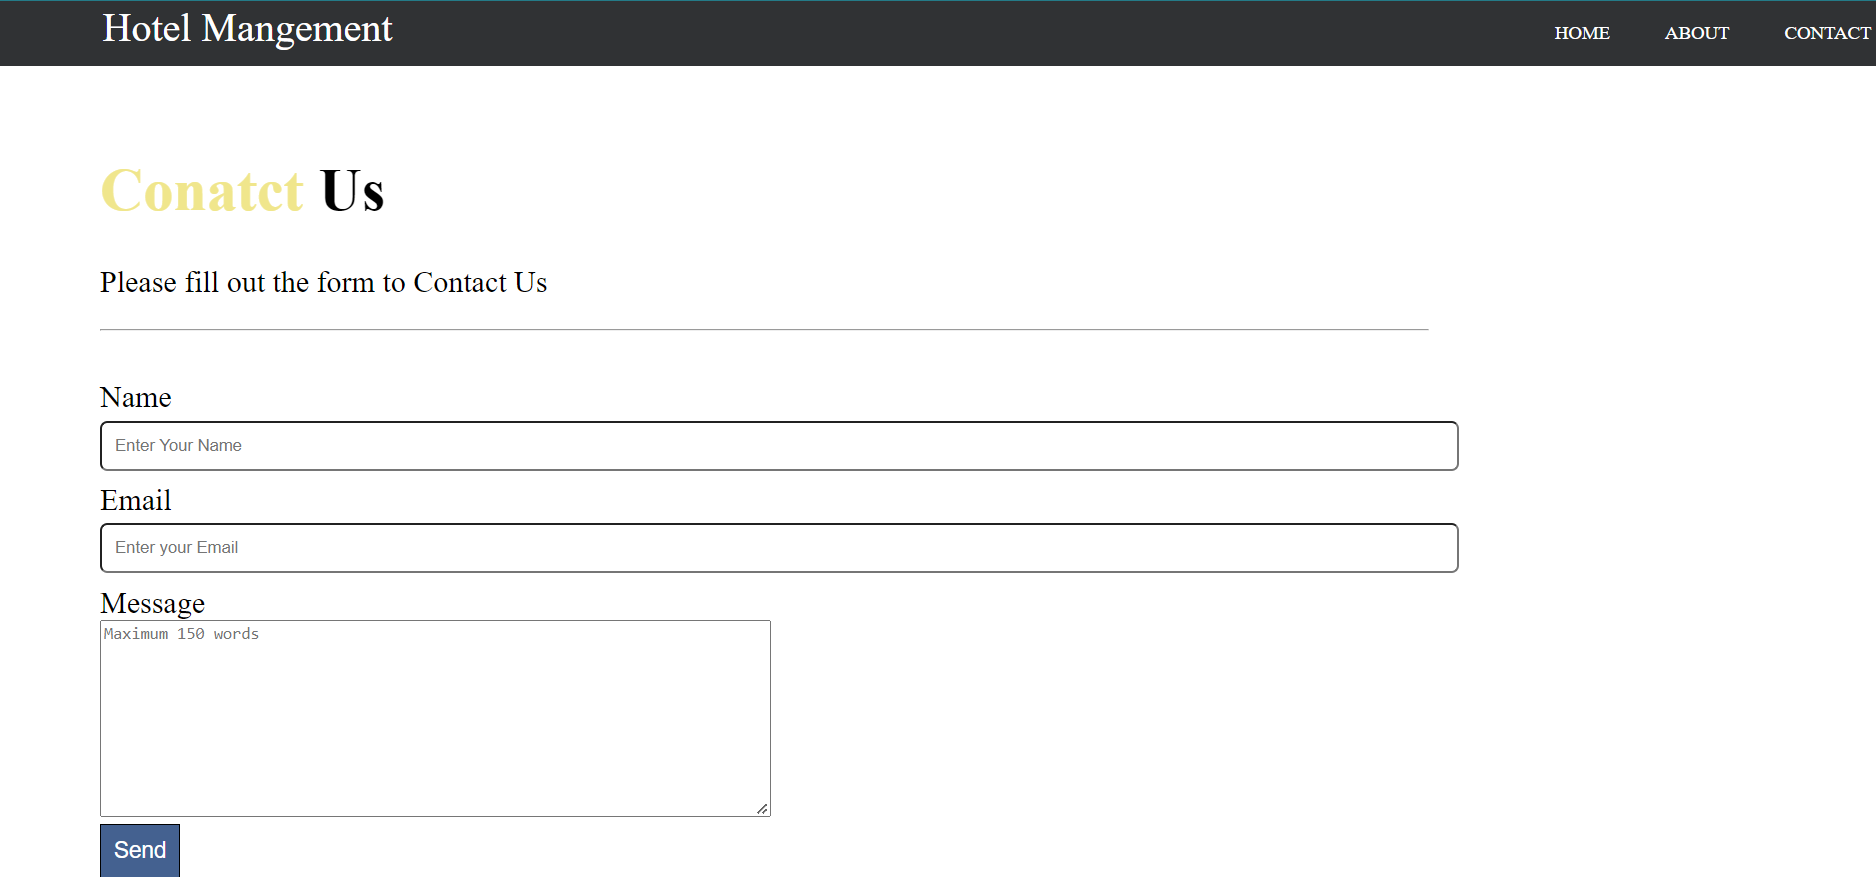 Hotel Mangement HOME ABOUT CONTACT
Conatct Us
Please fill out the form to Contact Us
Name
Enter Your Name
Email
Enter your Email
Message
Maximum 150 words
Send